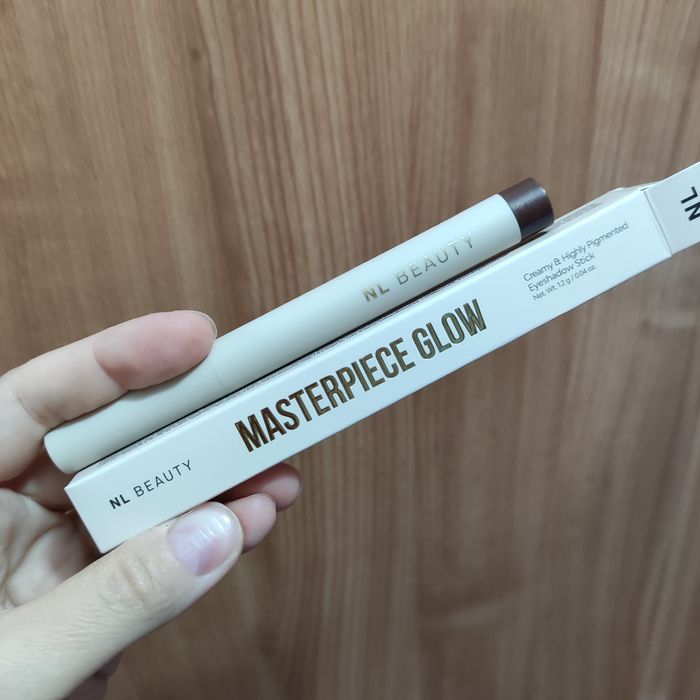 NL BEAUTY
NL BEAUTY
MASTERPIECE GLOW
Creamy & Highly Pigmented
Eyeshadow Stick
Net Wt. 1.2 g / 0.04 oz.
NL